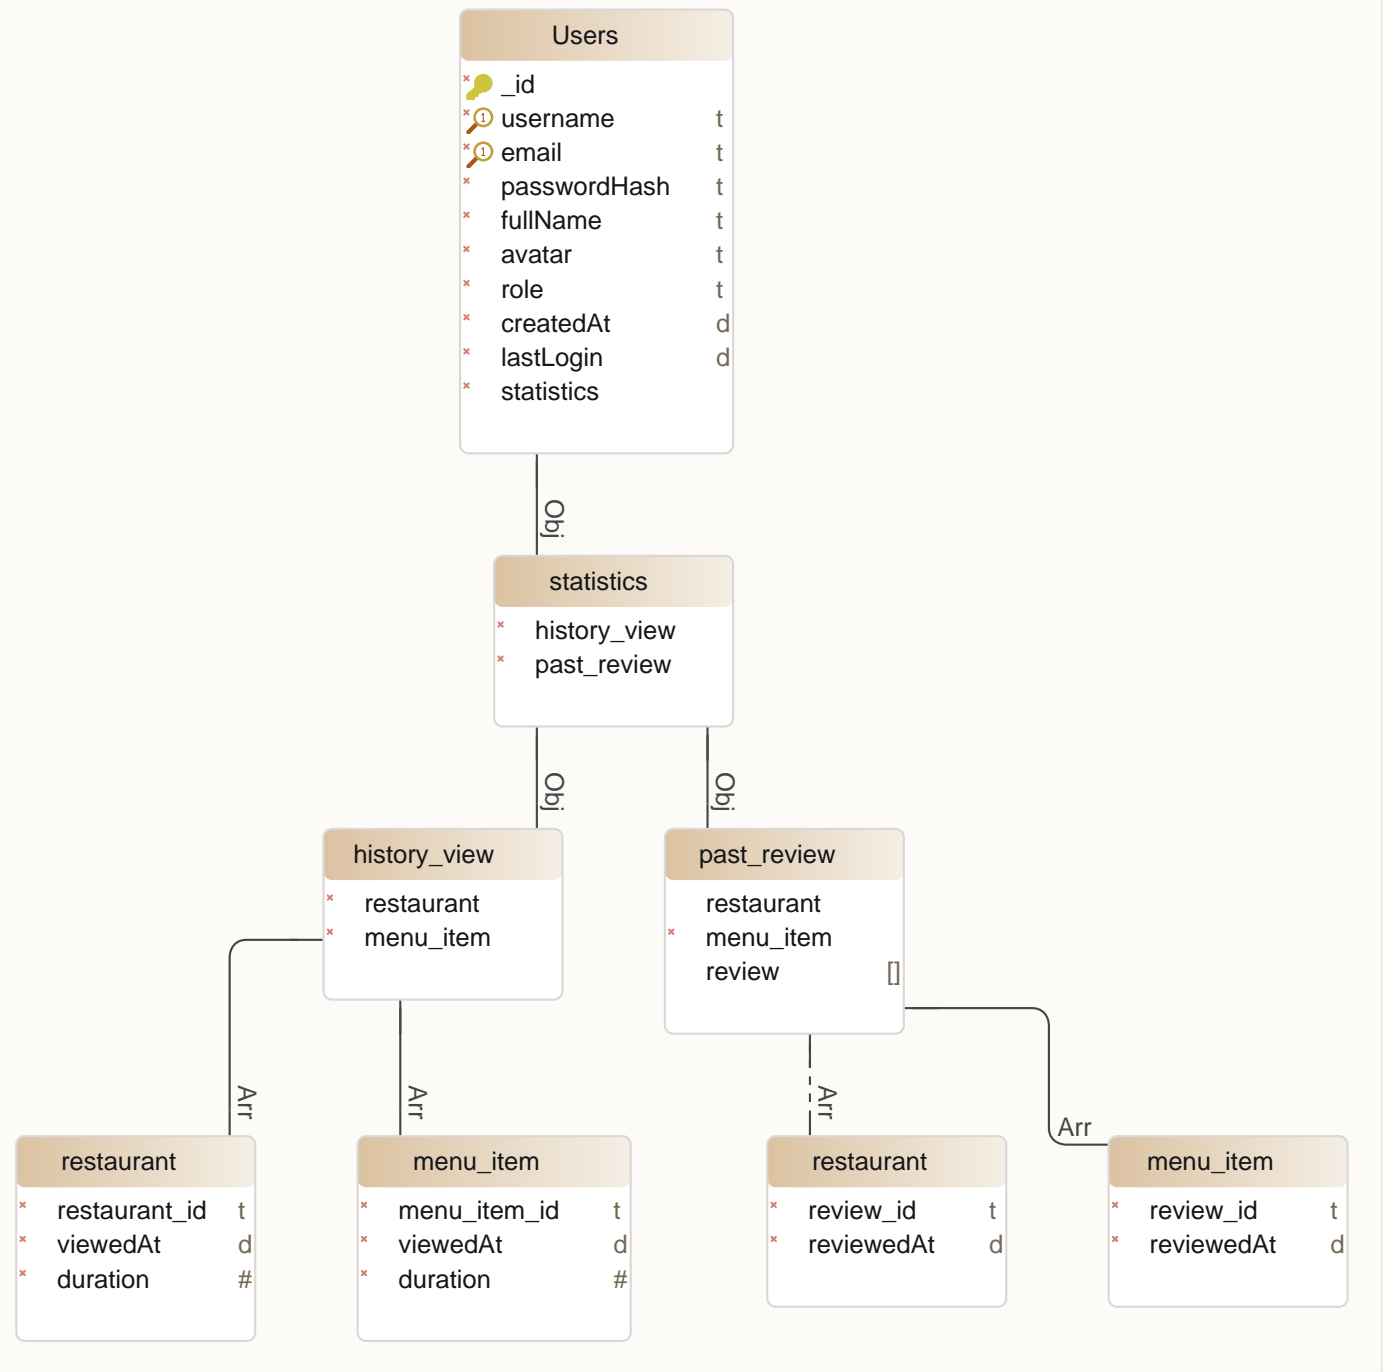 Users
_id
1 username t
1 email t
passwordHash t
fullName t
avatar t
role t
createdAt d
lastLogin d
statistics
Obj
statistics
history_view
past_review
Obj
Obj
history_view
restaurant
menu_item
past_review
restaurant
menu_item
review []
Arr
Arr
Arr
Arr
restaurant
restaurant_id t
viewedAt d
duration #
menu_item
menu_item_id t
viewedAt d
duration #
restaurant
review_id t
reviewedAt d
menu_item
review_id t
reviewedAt d